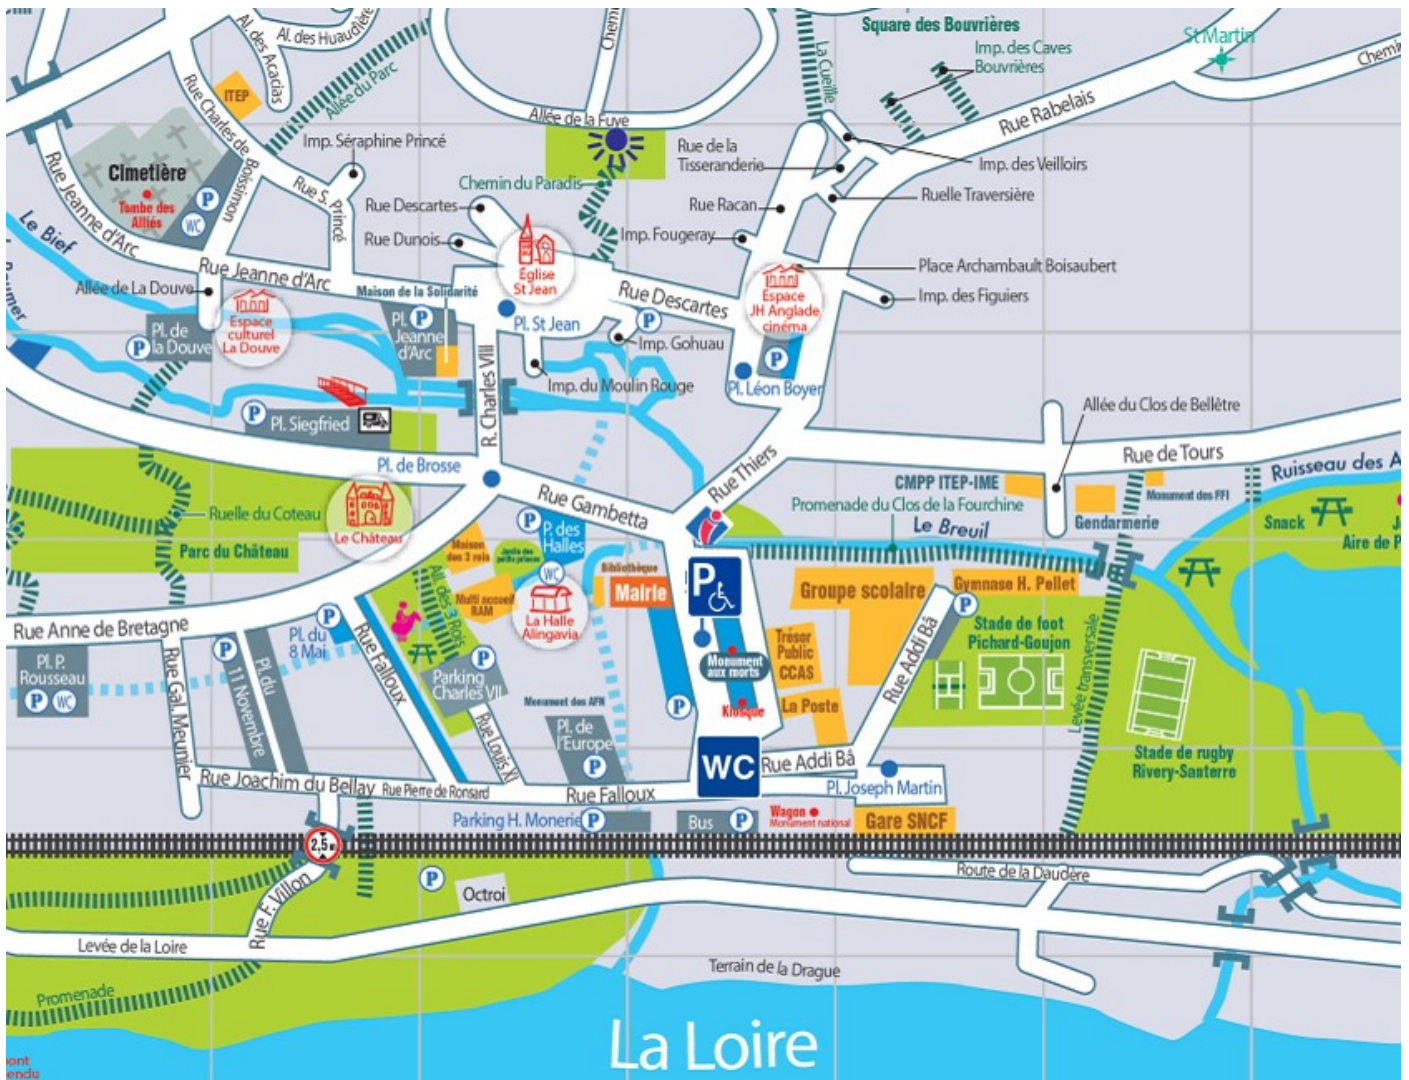 Square des Bouvrières
Imp. des Caves
Bouvrières
St Martin
Chemin
Al. des Huaudières
Al. des Acacias
La Cueille
Allée du Parc
ITEP
Rue Charles de Boissimon
Allée de la Fuye
Rue Rabelais
Imp. Séraphine Princé
Rue de la
Tisseranderie
Imp. des Veilloirs
Cimetière
Tombe des
Alliés
P
WC
Rue Jeanne d'Arc
Rue S. Princé
Chemin du Paradis
Rue Descartes
Rue Racan
Ruelle Traversière
Rue Dunois
Imp. Fougeray
Le Bief
Église
St Jean
Place Archambault Boisaubert
Rue Jeanne d'Arc
Allée de La Douve
Maison de la Solidarité
Rue Descartes
Espace
JH Anglade
cinéma
Imp. des Figuiers
Espace
culturel
La Douve
Pl. de
la Douve
P
P
Pl.
Jeanne
d'Arc
Pl. St Jean
P
Imp. Gohuau
R. Charles VIII
Imp. du Moulin Rouge
P
Pl. Léon Boyer
P
Pl. Siegfried
Allée du Clos de Bellêtre
Pl. de Brosse
Rue Thiers
Rue de Tours
CMPP ITEP-IME
Ruisseau des A
Rue Gambetta
Promenade du Clos de la Fourchine
Monument des FFI
Ruelle du Coteau
Le Château
P
P. des
Halles
WC
Le Breuil
Gendarmerie
Snack
Parc du Château
Maison
des 3 rois
Jardin des
petits princes
Aire de P
Bibliothèque
Mairie
P
Groupe scolaire
Gymnase H. Pellet
Multi accueil
RAM
All. des 3 Rois
La Halle
Alingavia
P
Stade de foot
Pichard-Goujon
Rue Anne de Bretagne
P
Pl. du
8 Mai
Rue Falloux
Trésor
Public
CCAS
Rue Addi Bâ
Levée transversale
Pl. P.
Rousseau
P
WC
Rue Gal. Meunier
P
Pl. du
11 Novembre
P
Parking
Charles VII
Monument
aux morts
Monument des AFN
P
Kiosque
La Poste
Rue Louis XI
Pl. de
l'Europe
P
Stade de rugby
Rivery-Santerre
WC
Rue Addi Bâ
Rue Joachim du Bellay
Rue Pierre de Ronsard
Rue Falloux
Pl. Joseph Martin
Parking H. Monerie
P
Bus
P
Wagon
Monument national
Gare SNCF
2,5 m
P
Octroi
Route de la Daudère
Rue F. Villon
Levée de la Loire
Terrain de la Drague
Promenade
La Loire
pont
endu